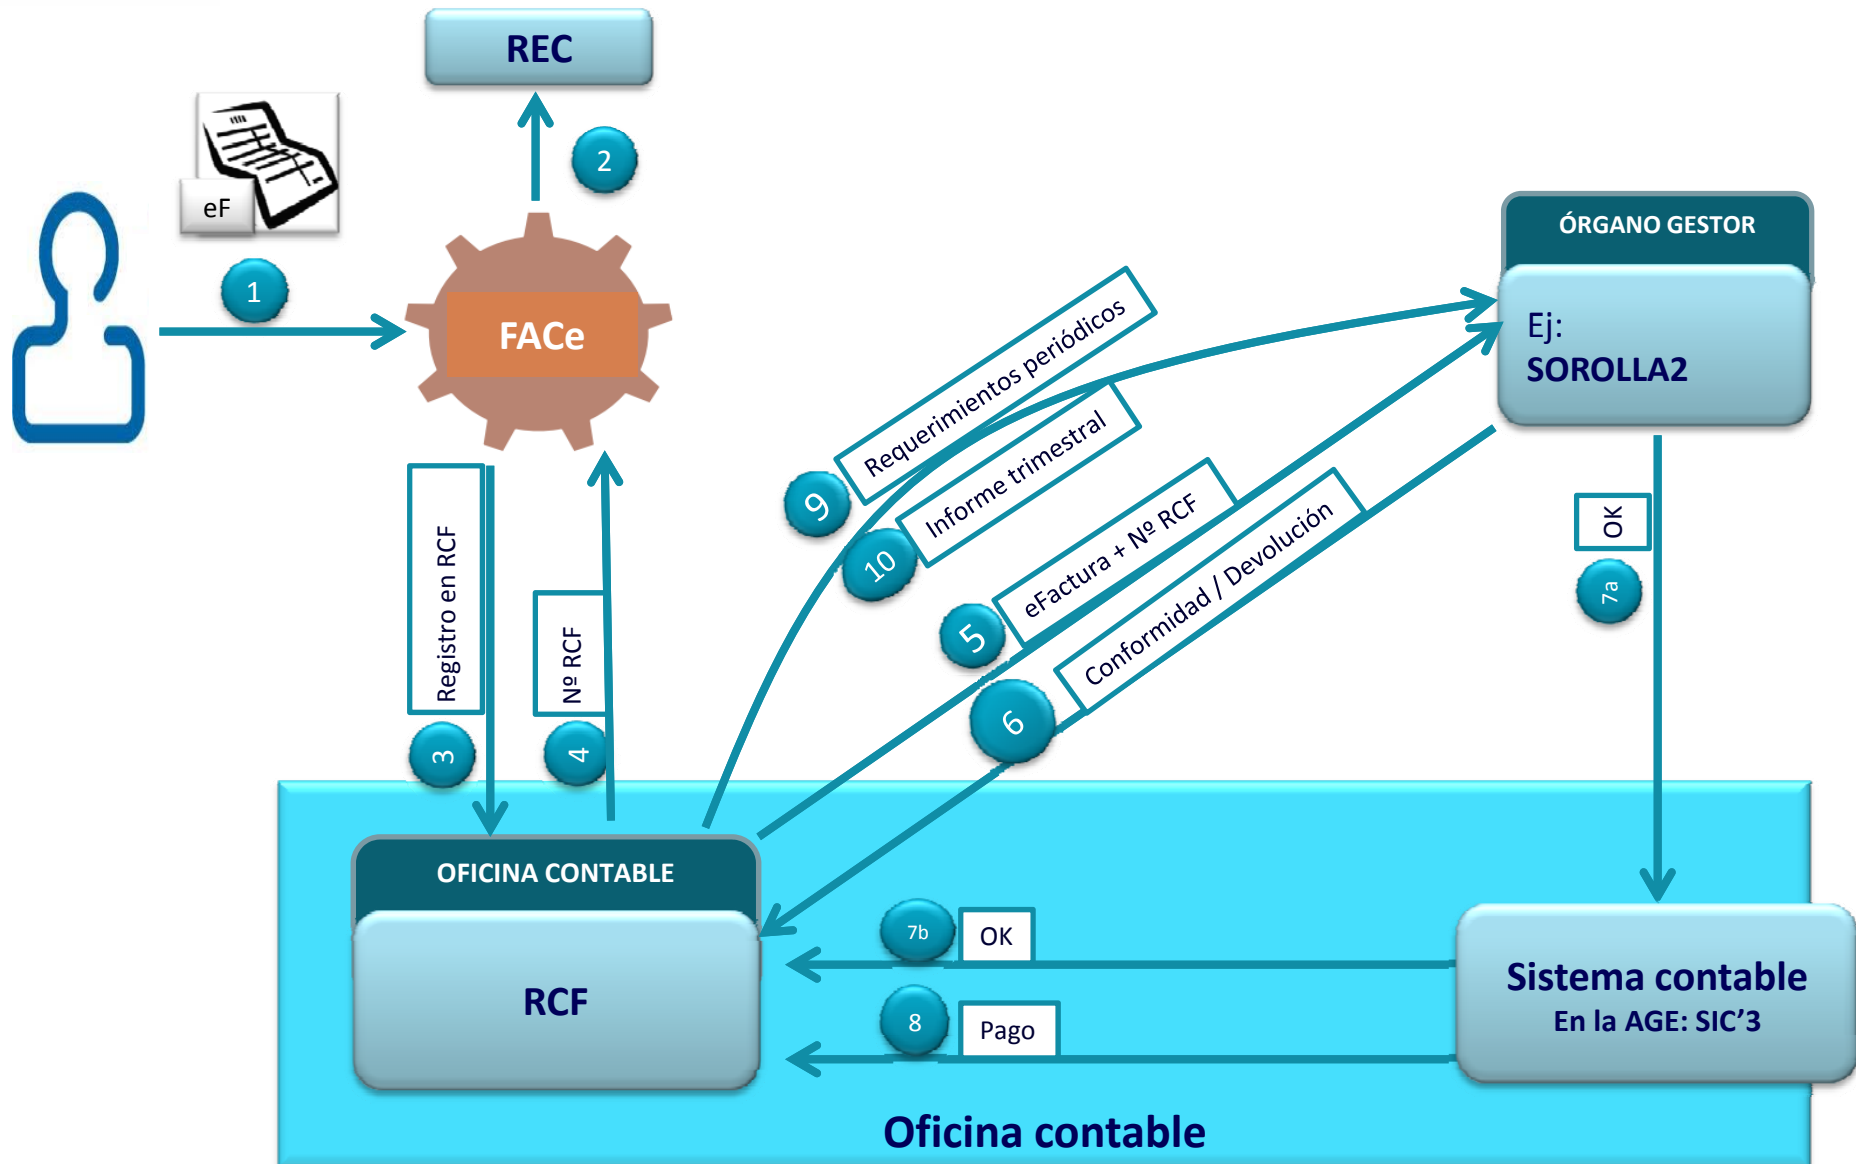 REC
eF
1
2
FACe
ÓRGANO GESTOR
Ej:
SOROLLA2
9
Requerimientos periódicos
10
Informe trimestral
5
eFactura + Nº RCF
6
Conformidad / Devolución
OK
7a
Registro en RCF
3
Nº RCF
4
OFICINA CONTABLE
RCF
7b
OK
8
Pago
Sistema contable
En la AGE: SIC’3
Oficina contable